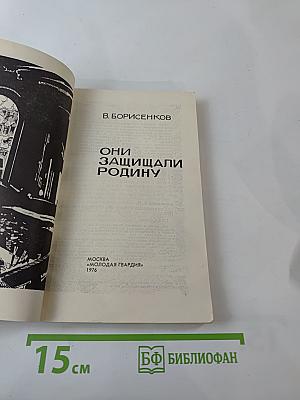 В. БОРИСЕНКОВ
ОНИ
ЗАЩИЩАЛИ
РОДИНУ
МОСКВА
«МОЛОДАЯ ГВАРДИЯ»
1976
15 см
БФ БИБЛИОФАН